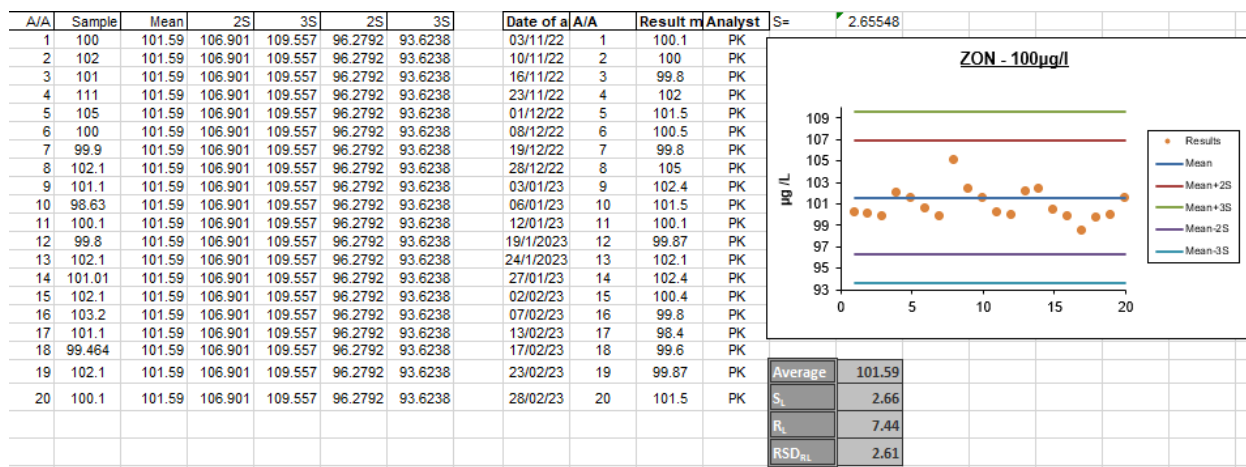 A/A Sample Mean 2S 3S 2S 3S Date of a A/A Result m Analyst S= 2.65548
1 100 101.59 106.901 109.557 96.2792 93.6238 03/11/22 1 100.1 PK
2 102 101.59 106.901 109.557 96.2792 93.6238 10/11/22 2 100 PK
3 101 101.59 106.901 109.557 96.2792 93.6238 16/11/22 3 99.8 PK
4 111 101.59 106.901 109.557 96.2792 93.6238 23/11/22 4 102 PK
5 105 101.59 106.901 109.557 96.2792 93.6238 01/12/22 5 101.5 PK
6 100 101.59 106.901 109.557 96.2792 93.6238 08/12/22 6 100.5 PK
7 99.9 101.59 106.901 109.557 96.2792 93.6238 19/12/22 7 99.8 PK
8 102.1 101.59 106.901 109.557 96.2792 93.6238 28/12/22 8 105 PK
9 101.1 101.59 106.901 109.557 96.2792 93.6238 03/01/23 9 102.4 PK
10 98.63 101.59 106.901 109.557 96.2792 93.6238 06/01/23 10 101.5 PK
11 100.1 101.59 106.901 109.557 96.2792 93.6238 12/01/23 11 100.1 PK
12 99.8 101.59 106.901 109.557 96.2792 93.6238 19/1/2023 12 99.87 PK
13 102.1 101.59 106.901 109.557 96.2792 93.6238 24/1/2023 13 102.1 PK
14 101.01 101.59 106.901 109.557 96.2792 93.6238 27/01/23 14 102.4 PK
15 102.1 101.59 106.901 109.557 96.2792 93.6238 02/02/23 15 100.4 PK
16 103.2 101.59 106.901 109.557 96.2792 93.6238 07/02/23 16 99.8 PK
17 101.1 101.59 106.901 109.557 96.2792 93.6238 13/02/23 17 98.4 PK
18 99.464 101.59 106.901 109.557 96.2792 93.6238 17/02/23 18 99.6 PK
19 102.1 101.59 106.901 109.557 96.2792 93.6238 23/02/23 19 99.87 PK
20 100.1 101.59 106.901 109.557 96.2792 93.6238 28/02/23 20 101.5 PK
ZON - 100µg/l
µg /L
109
107
105
103
101
99
97
95
93
0 5 10 15 20
Results
Mean
Mean+2S
Mean+3S
Mean-2S
Mean-3S
Average 101.59
SL 2.66
RL 7.44
RSDRL 2.61